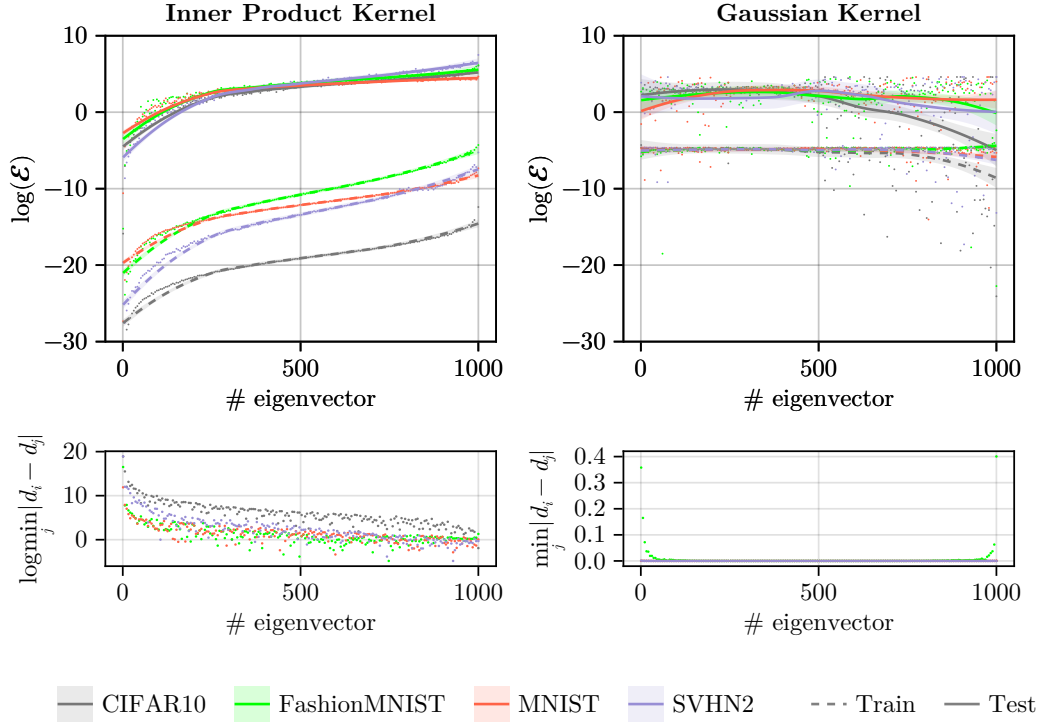 Inner Product Kernel
Gaussian Kernel
10
0
−10
−20
−30
log(ℰ)
0
500
1000
# eigenvector
10
0
−10
−20
−30
log(ℰ)
0
500
1000
# eigenvector
20
10
0
logmin|d_i − d_j|
j
0
500
1000
# eigenvector
0.4
0.3
0.2
0.1
0.0
min|d_i − d_j|
j
0
500
1000
# eigenvector
CIFAR10 FashionMNIST MNIST SVHN2 Train Test